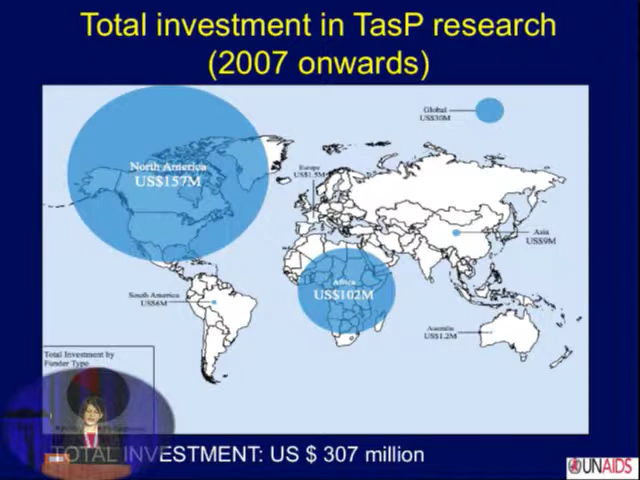 Total investment in TasP research
(2007 onwards)
Global
US$30M
North America
US$157M
Europe
US$1.5M
Asia
US$9M
Africa
US$102M
South America
US$6M
Australia
US$1.2M
Total Investment by
Funder Type
TOTAL INVESTMENT: US $ 307 million
UNAIDS